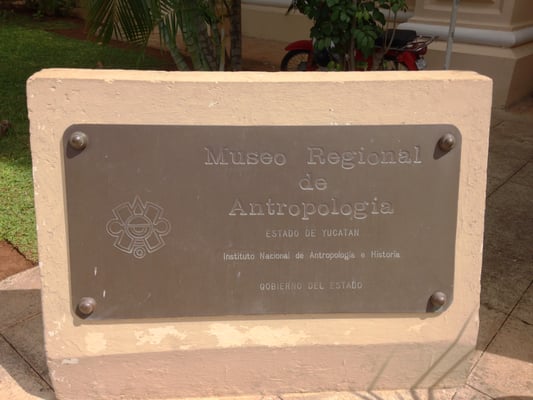 Museo Regional
de
Antropología
ESTADO DE YUCATAN
Instituto Nacional de Antropología e Historia
GOBIERNO DEL ESTADO